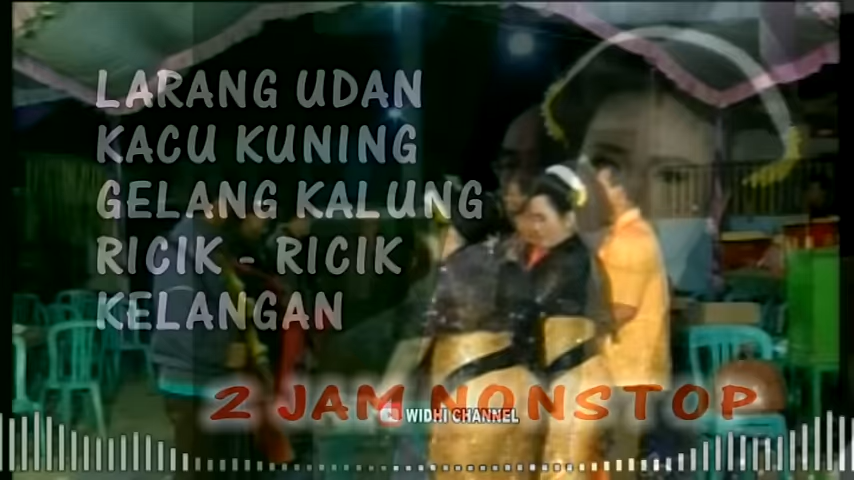 LARANG UDAN
KACU KUNING
GELANG KALUNG
RICIK - RICIK
KELANGAN
2 JAM NONSTOP
WIDHI CHANNEL